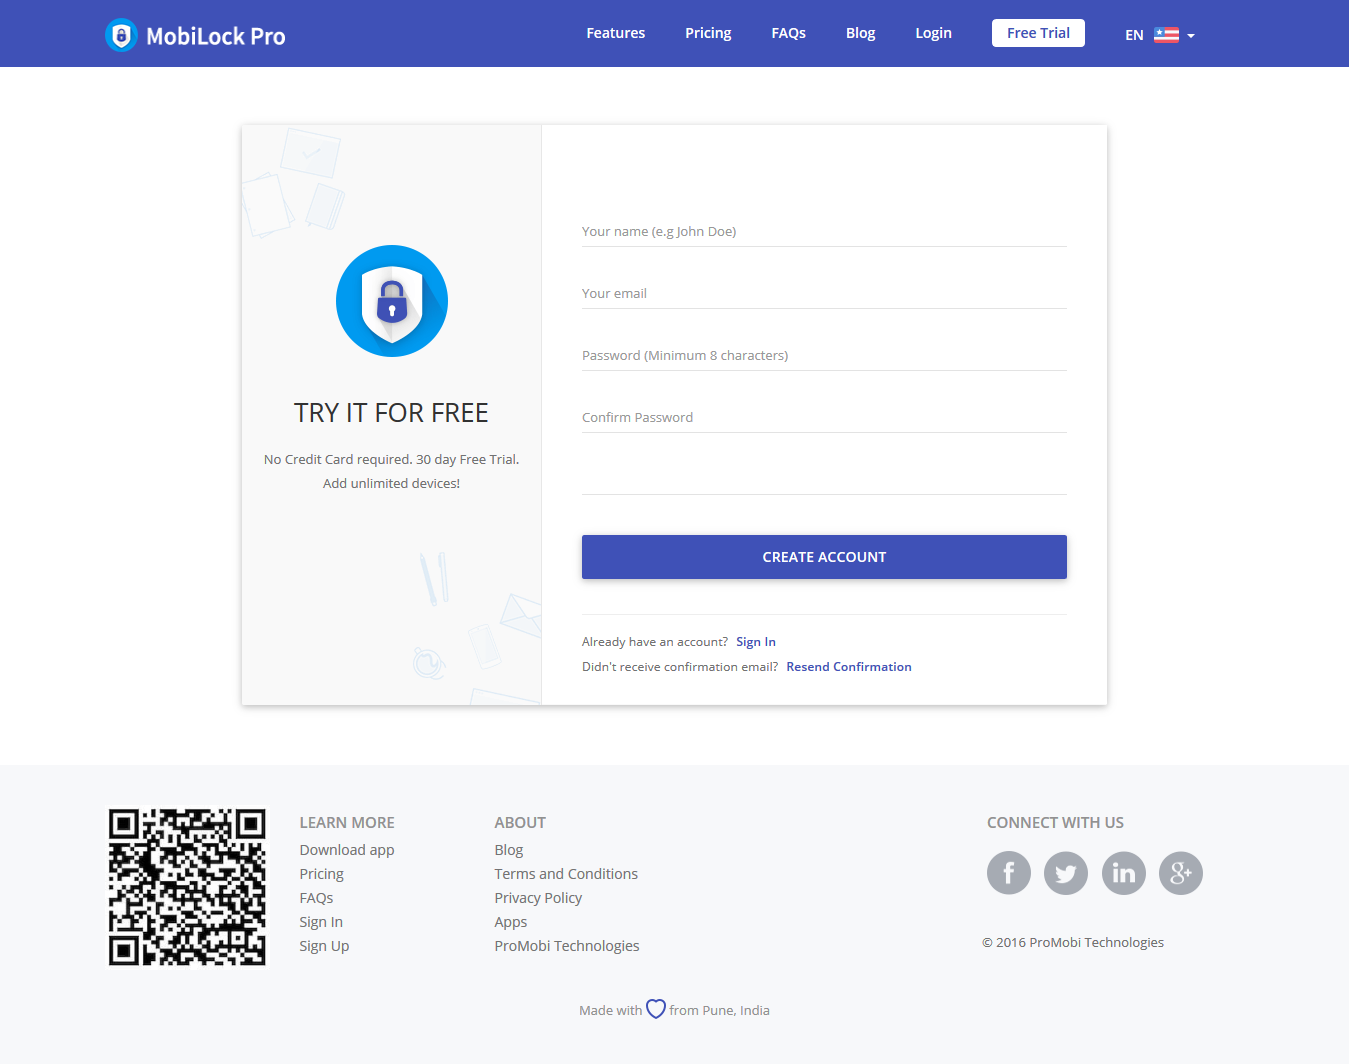 MobiLock Pro
Features
Pricing
FAQs
Blog
Login
Free Trial
EN
TRY IT FOR FREE
No Credit Card required. 30 day Free Trial.
Add unlimited devices!
Your name (e.g John Doe)
Your email
Password (Minimum 8 characters)
Confirm Password
CREATE ACCOUNT
Already have an account? Sign In
Didn't receive confirmation email? Resend Confirmation
LEARN MORE
Download app
Pricing
FAQs
Sign In
Sign Up
ABOUT
Blog
Terms and Conditions
Privacy Policy
Apps
ProMobi Technologies
CONNECT WITH US
f
in
g+
© 2016 ProMobi Technologies
Made with from Pune, India